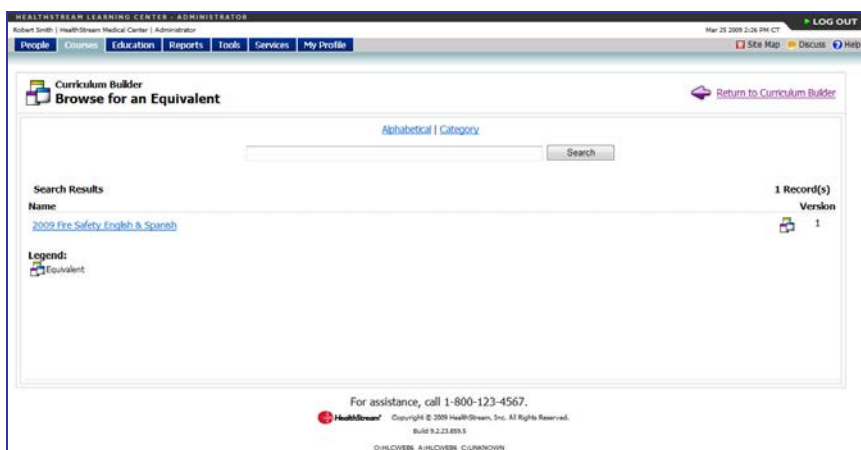 HEALTHSTREAM LEARNING CENTER - ADMINISTRATOR
LOG OUT
Robert Smith | HealthStream Medical Center | Administrator
Mar 25 2009 2:26 PM CT
People Courses Education Reports Tools Services My Profile
Site Map Discuss Help
Curriculum Builder
Browse for an Equivalent
Return to Curriculum Builder
Alphabetical | Category
Search
Search Results
1 Record(s)
Name
Version
2009 Fire Safety English & Spanish
1
Legend:
Equivalent
For assistance, call 1-800-123-4567.
HealthStream Copyright © 2009 HealthStream, Inc. All Rights Reserved.
Build 9.2.23.859.5
O:HLCWEB6 A:HLCWEB6 C:UNKNOWN